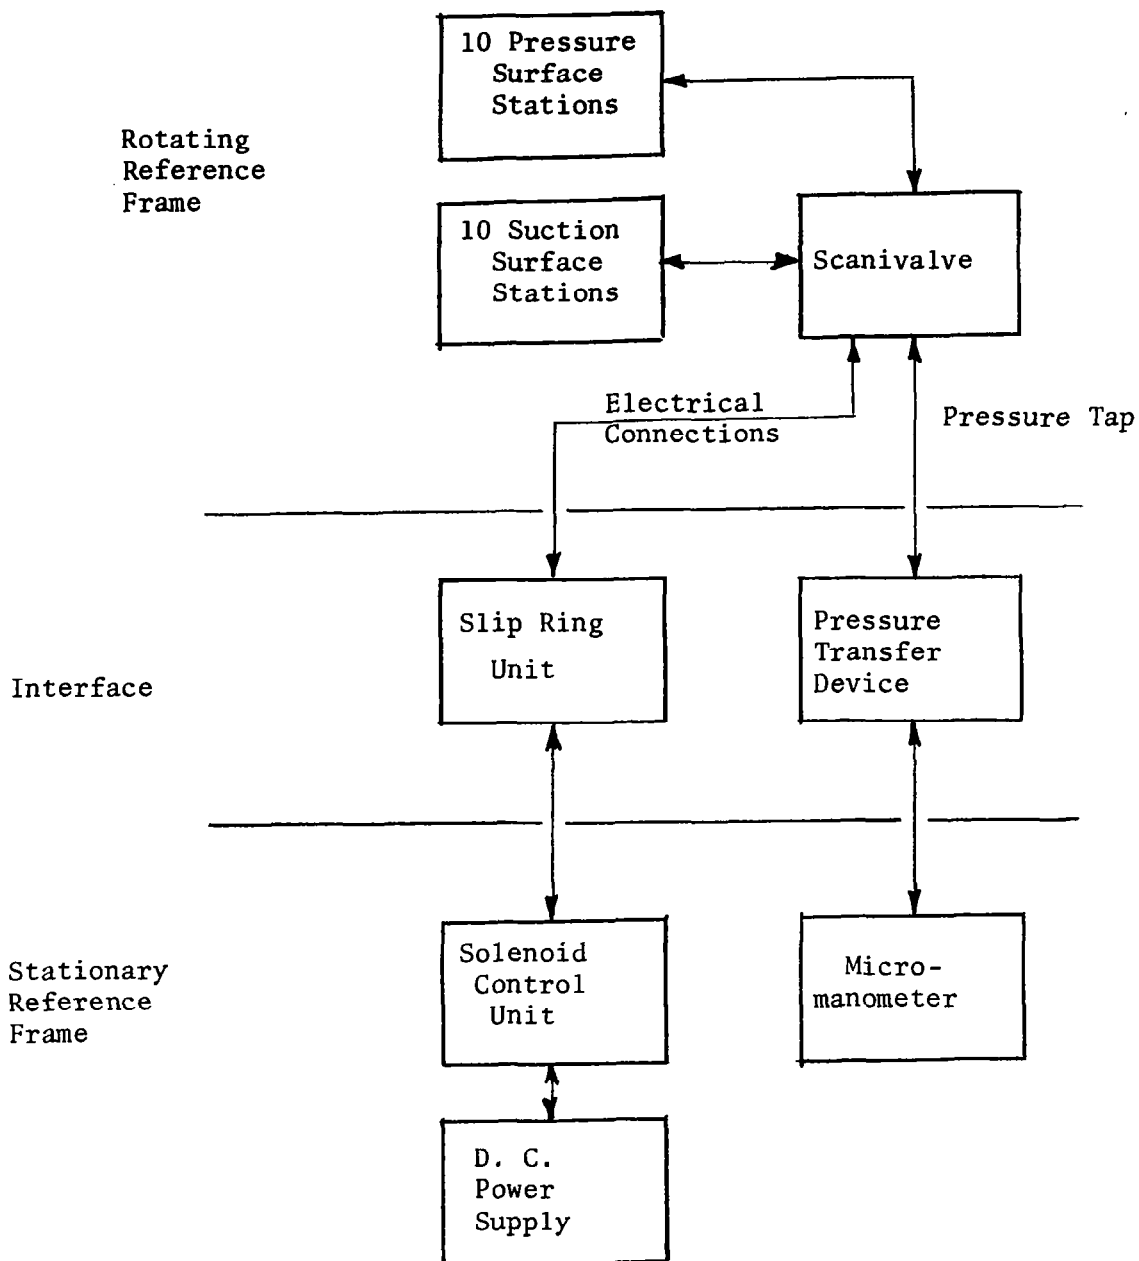 10 Pressure
Surface
Stations
Rotating
Reference
Frame
10 Suction
Surface
Stations
Scanivalve
Electrical
Connections
Pressure Tap
Slip Ring
Unit
Pressure
Transfer
Device
Interface
Stationary
Reference
Frame
Solenoid
Control
Unit
Micro-
manometer
D. C.
Power
Supply